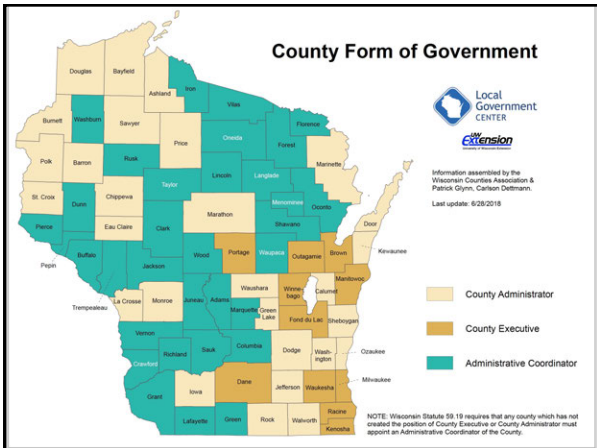 County Form of Government
Douglas
Bayfield
Ashland
Iron
Vilas
Local
Government
CENTER
Burnett
Washburn
Sawyer
Price
Oneida
Florence
Forest
UW
Extension
University of Wisconsin-Extension
Polk
Barron
Rusk
Lincoln
Langlade
Marinette
Information assembled by the
Wisconsin Counties Association &
Patrick Glynn, Carlson Dettmann.
Last update: 6/28/2018
St. Croix
Dunn
Chippewa
Taylor
Marathon
Menominee
Oconto
Door
Pierce
Eau Claire
Clark
Shawano
Kewaunee
Pepin
Buffalo
Trempealeau
Jackson
Wood
Portage
Waupaca
Outagamie
Brown
Manitowoc
La Crosse
Monroe
Juneau
Adams
Waushara
Winne-
bago
Calumet
County Administrator
Marquette
Green
Lake
Fond du Lac
Sheboygan
County Executive
Vernon
Richland
Sauk
Columbia
Dodge
Wash-
ington
Ozaukee
Administrative Coordinator
Crawford
Grant
Iowa
Dane
Jefferson
Waukesha
Milwaukee
Lafayette
Green
Rock
Walworth
Racine
Kenosha
NOTE: Wisconsin Statute 59.19 requires that any county which has not
created the position of County Executive or County Administrator must
appoint an Administrative Coordinator of the County.